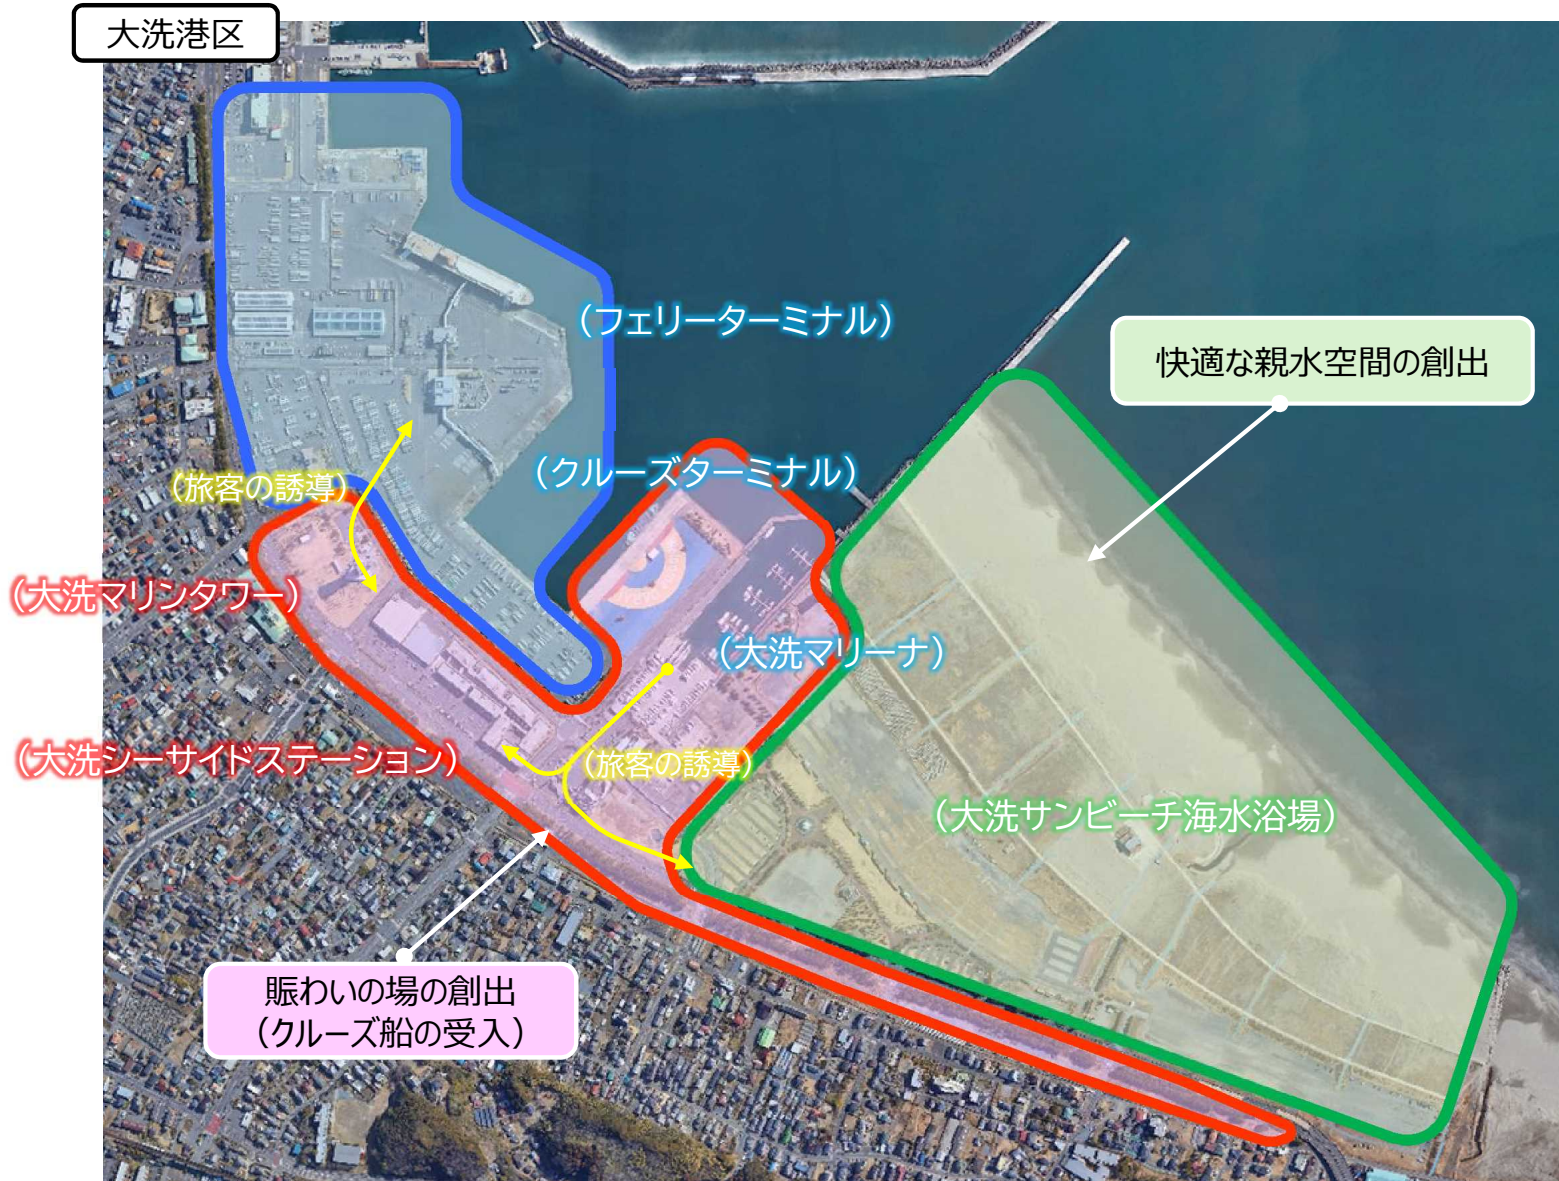 大洗港区
（フェリーターミナル）
快適な親水空間の創出
（クルーズターミナル）
（旅客の誘導）
（大洗マリンタワー）
（大洗マリーナ）
（大洗シーサイドステーション）
（旅客の誘導）
（大洗サンビーチ海水浴場）
賑わいの場の創出
（クルーズ船の受入）